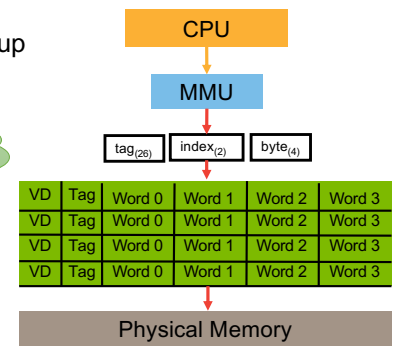 up
CPU
MMU
tag(26) index(2) byte(4)
VD Tag Word 0 Word 1 Word 2 Word 3
VD Tag Word 0 Word 1 Word 2 Word 3
VD Tag Word 0 Word 1 Word 2 Word 3
VD Tag Word 0 Word 1 Word 2 Word 3
Physical Memory